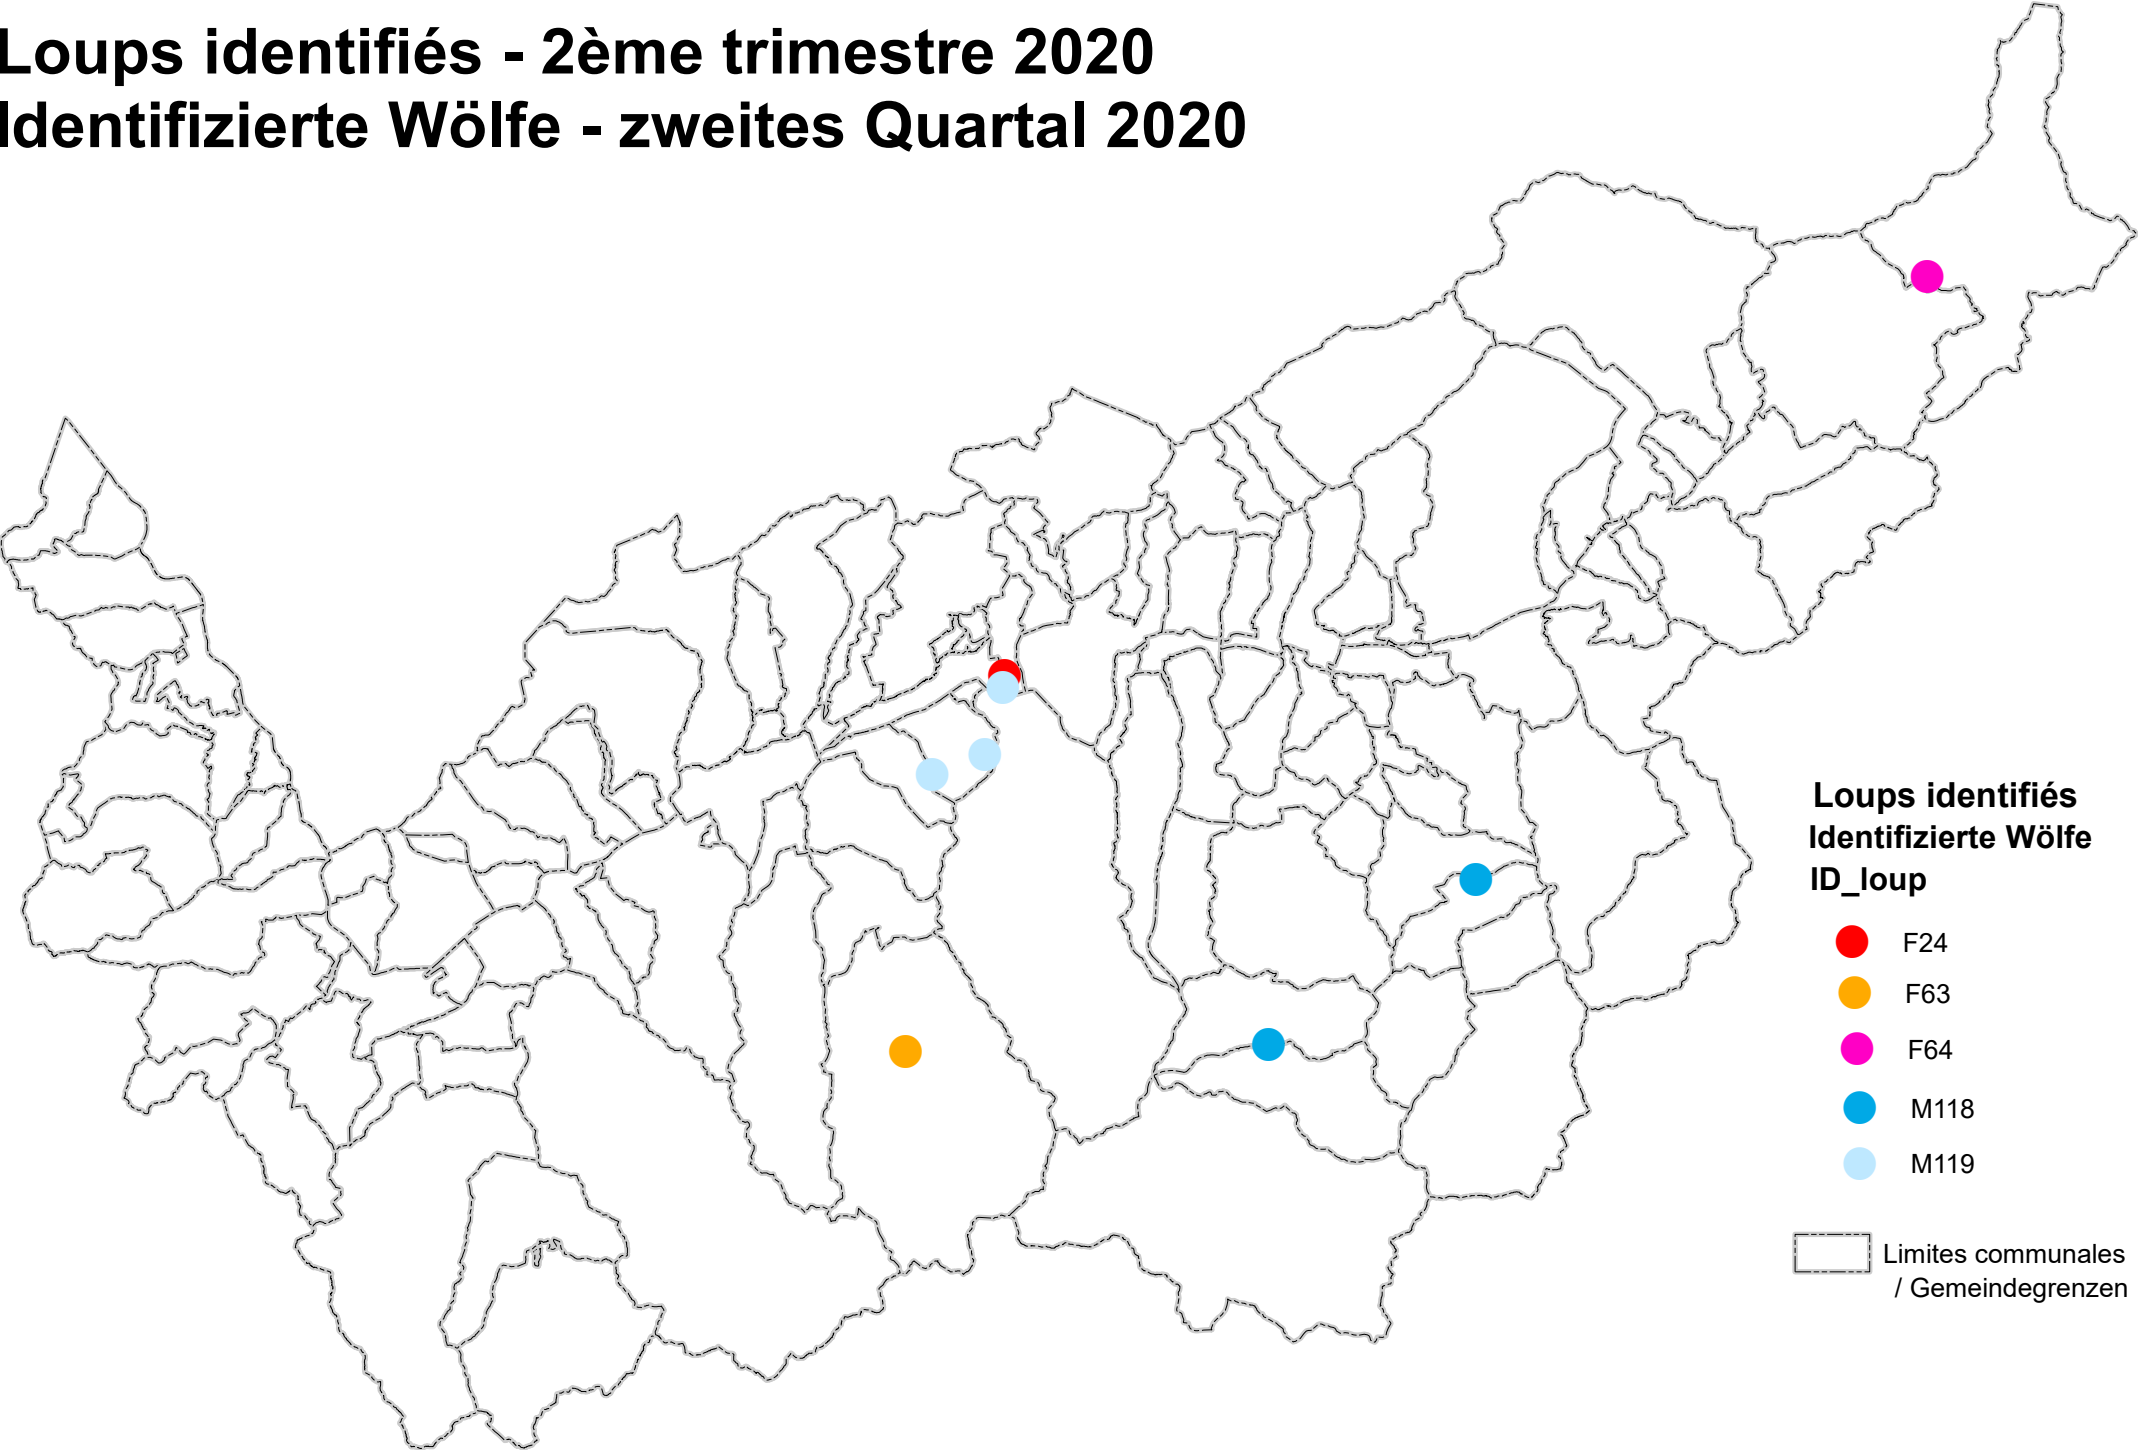 Loups identifiés - 2ème trimestre 2020
Identifizierte Wölfe - zweites Quartal 2020
Loups identifiés
Identifizierte Wölfe
ID_loup
F24
F63
F64
M118
M119
Limites communales
/ Gemeindegrenzen